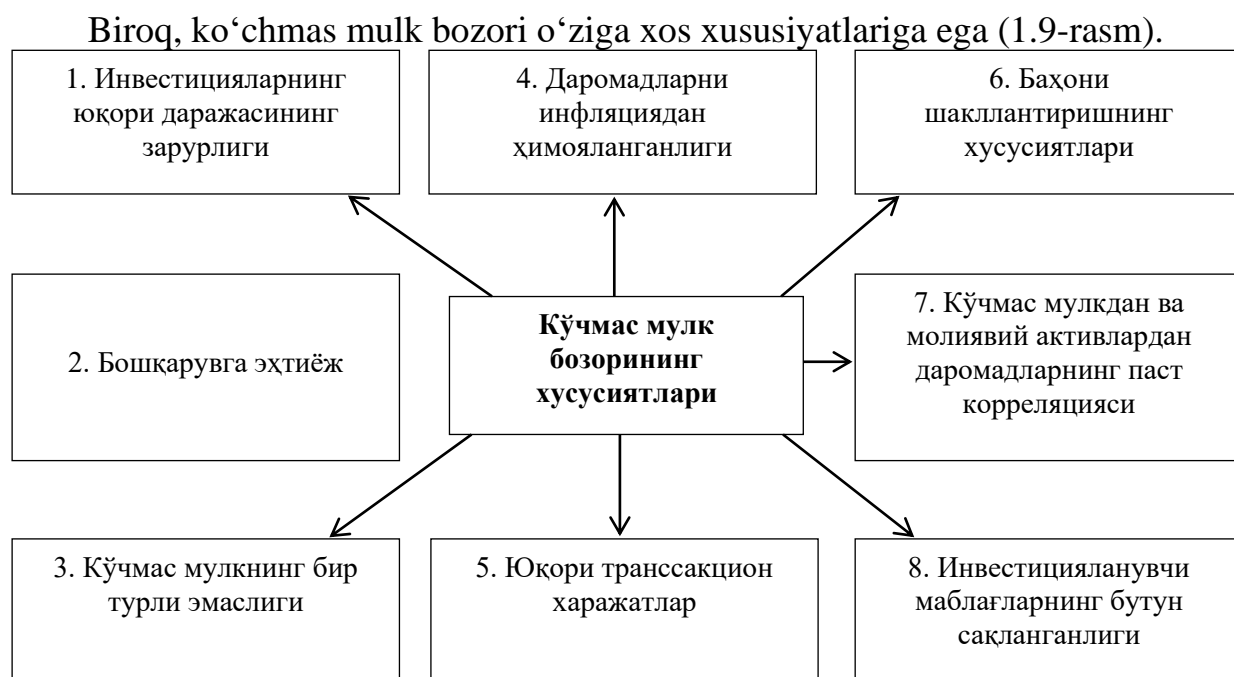 Biroq, ko‘chmas mulk bozori o‘ziga xos xususiyatlariga ega (1.9-rasm).
1. Инвестицияларнинг
юқори даражасининг
зарурлиги
4. Даромадларни
инфляциядан
ҳимояланганлиги
6. Баҳони
шакллантиришнинг
хусусиятлари
2. Бошқарувга эҳтиёж
Кўчмас мулк
бозорининг
хусусиятлари
7. Кўчмас мулкдан ва
молиявий активлардан
даромадларнинг паст
корреляцияси
3. Кўчмас мулкнинг бир
турли эмаслиги
5. Юқори транссакцион
харажатлар
8. Инвестицияланувчи
маблағларнинг бутун
сақланганлиги